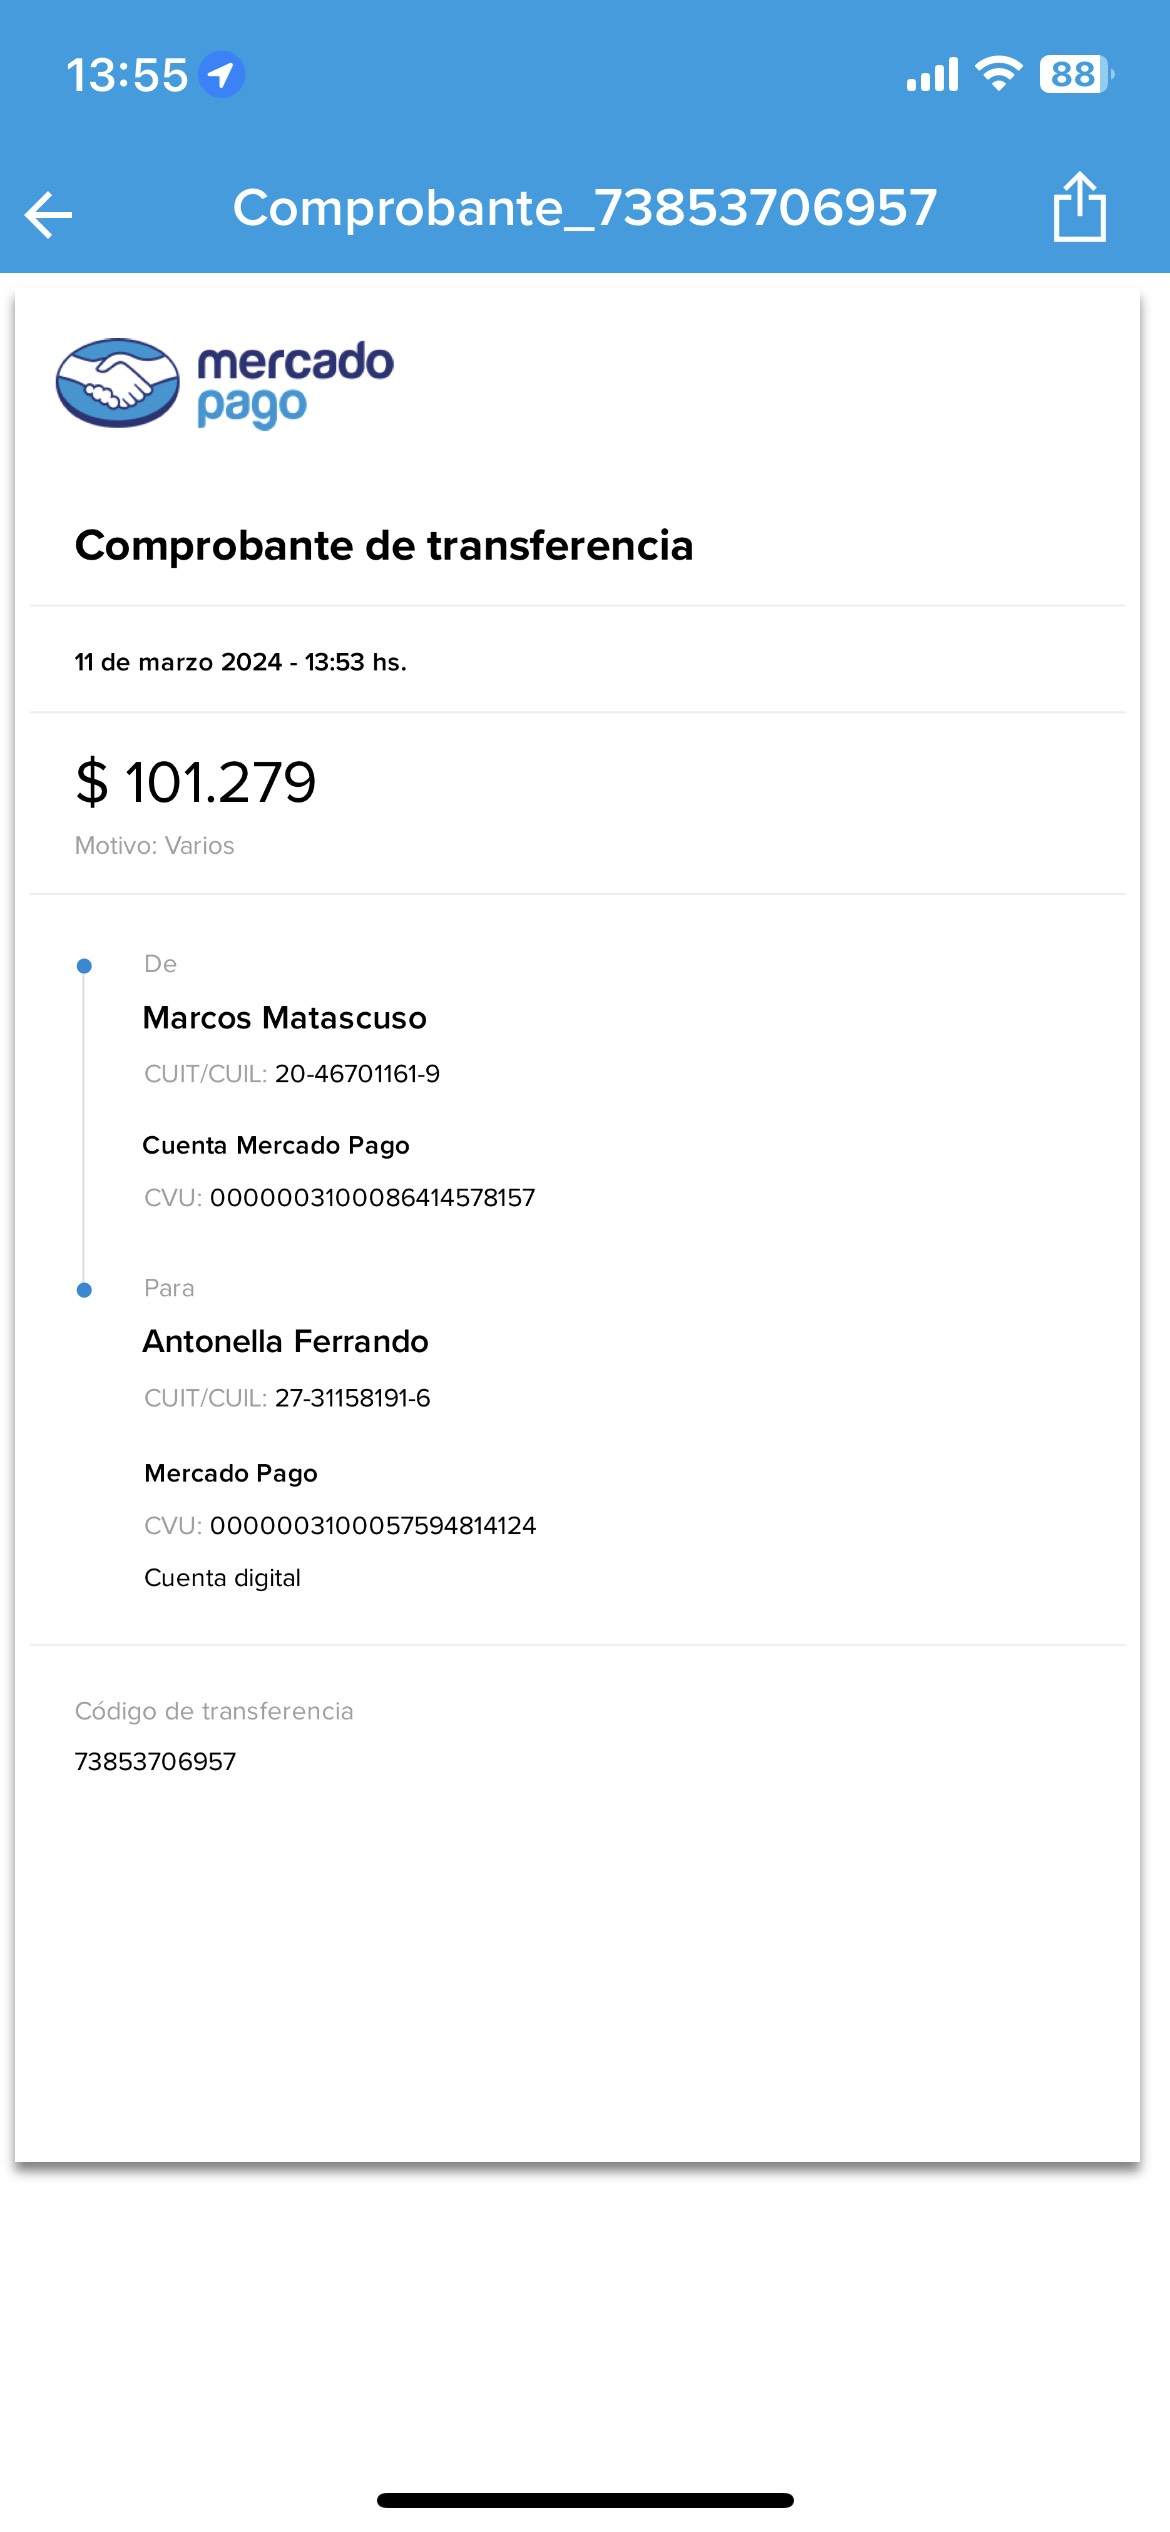 13:55
88
Comprobante_73853706957
mercado
pago
Comprobante de transferencia
11 de marzo 2024 - 13:53 hs.
$ 101.279
Motivo: Varios
De
Marcos Matascuso
CUIT/CUIL: 20-46701161-9
Cuenta Mercado Pago
CVU: 0000003100086414578157
Para
Antonella Ferrando
CUIT/CUIL: 27-31158191-6
Mercado Pago
CVU: 0000003100057594814124
Cuenta digital
Código de transferencia
73853706957